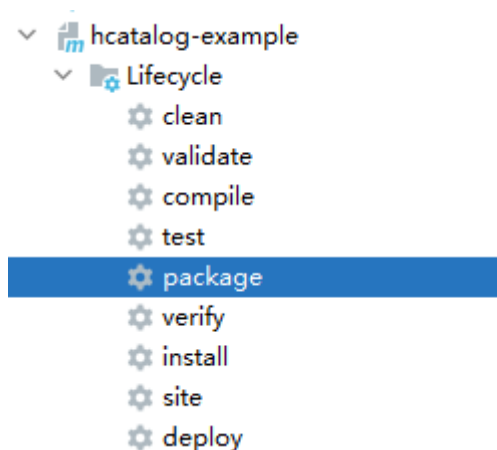 hcatalog-example
Lifecycle
clean
validate
compile
test
package
verify
install
site
deploy